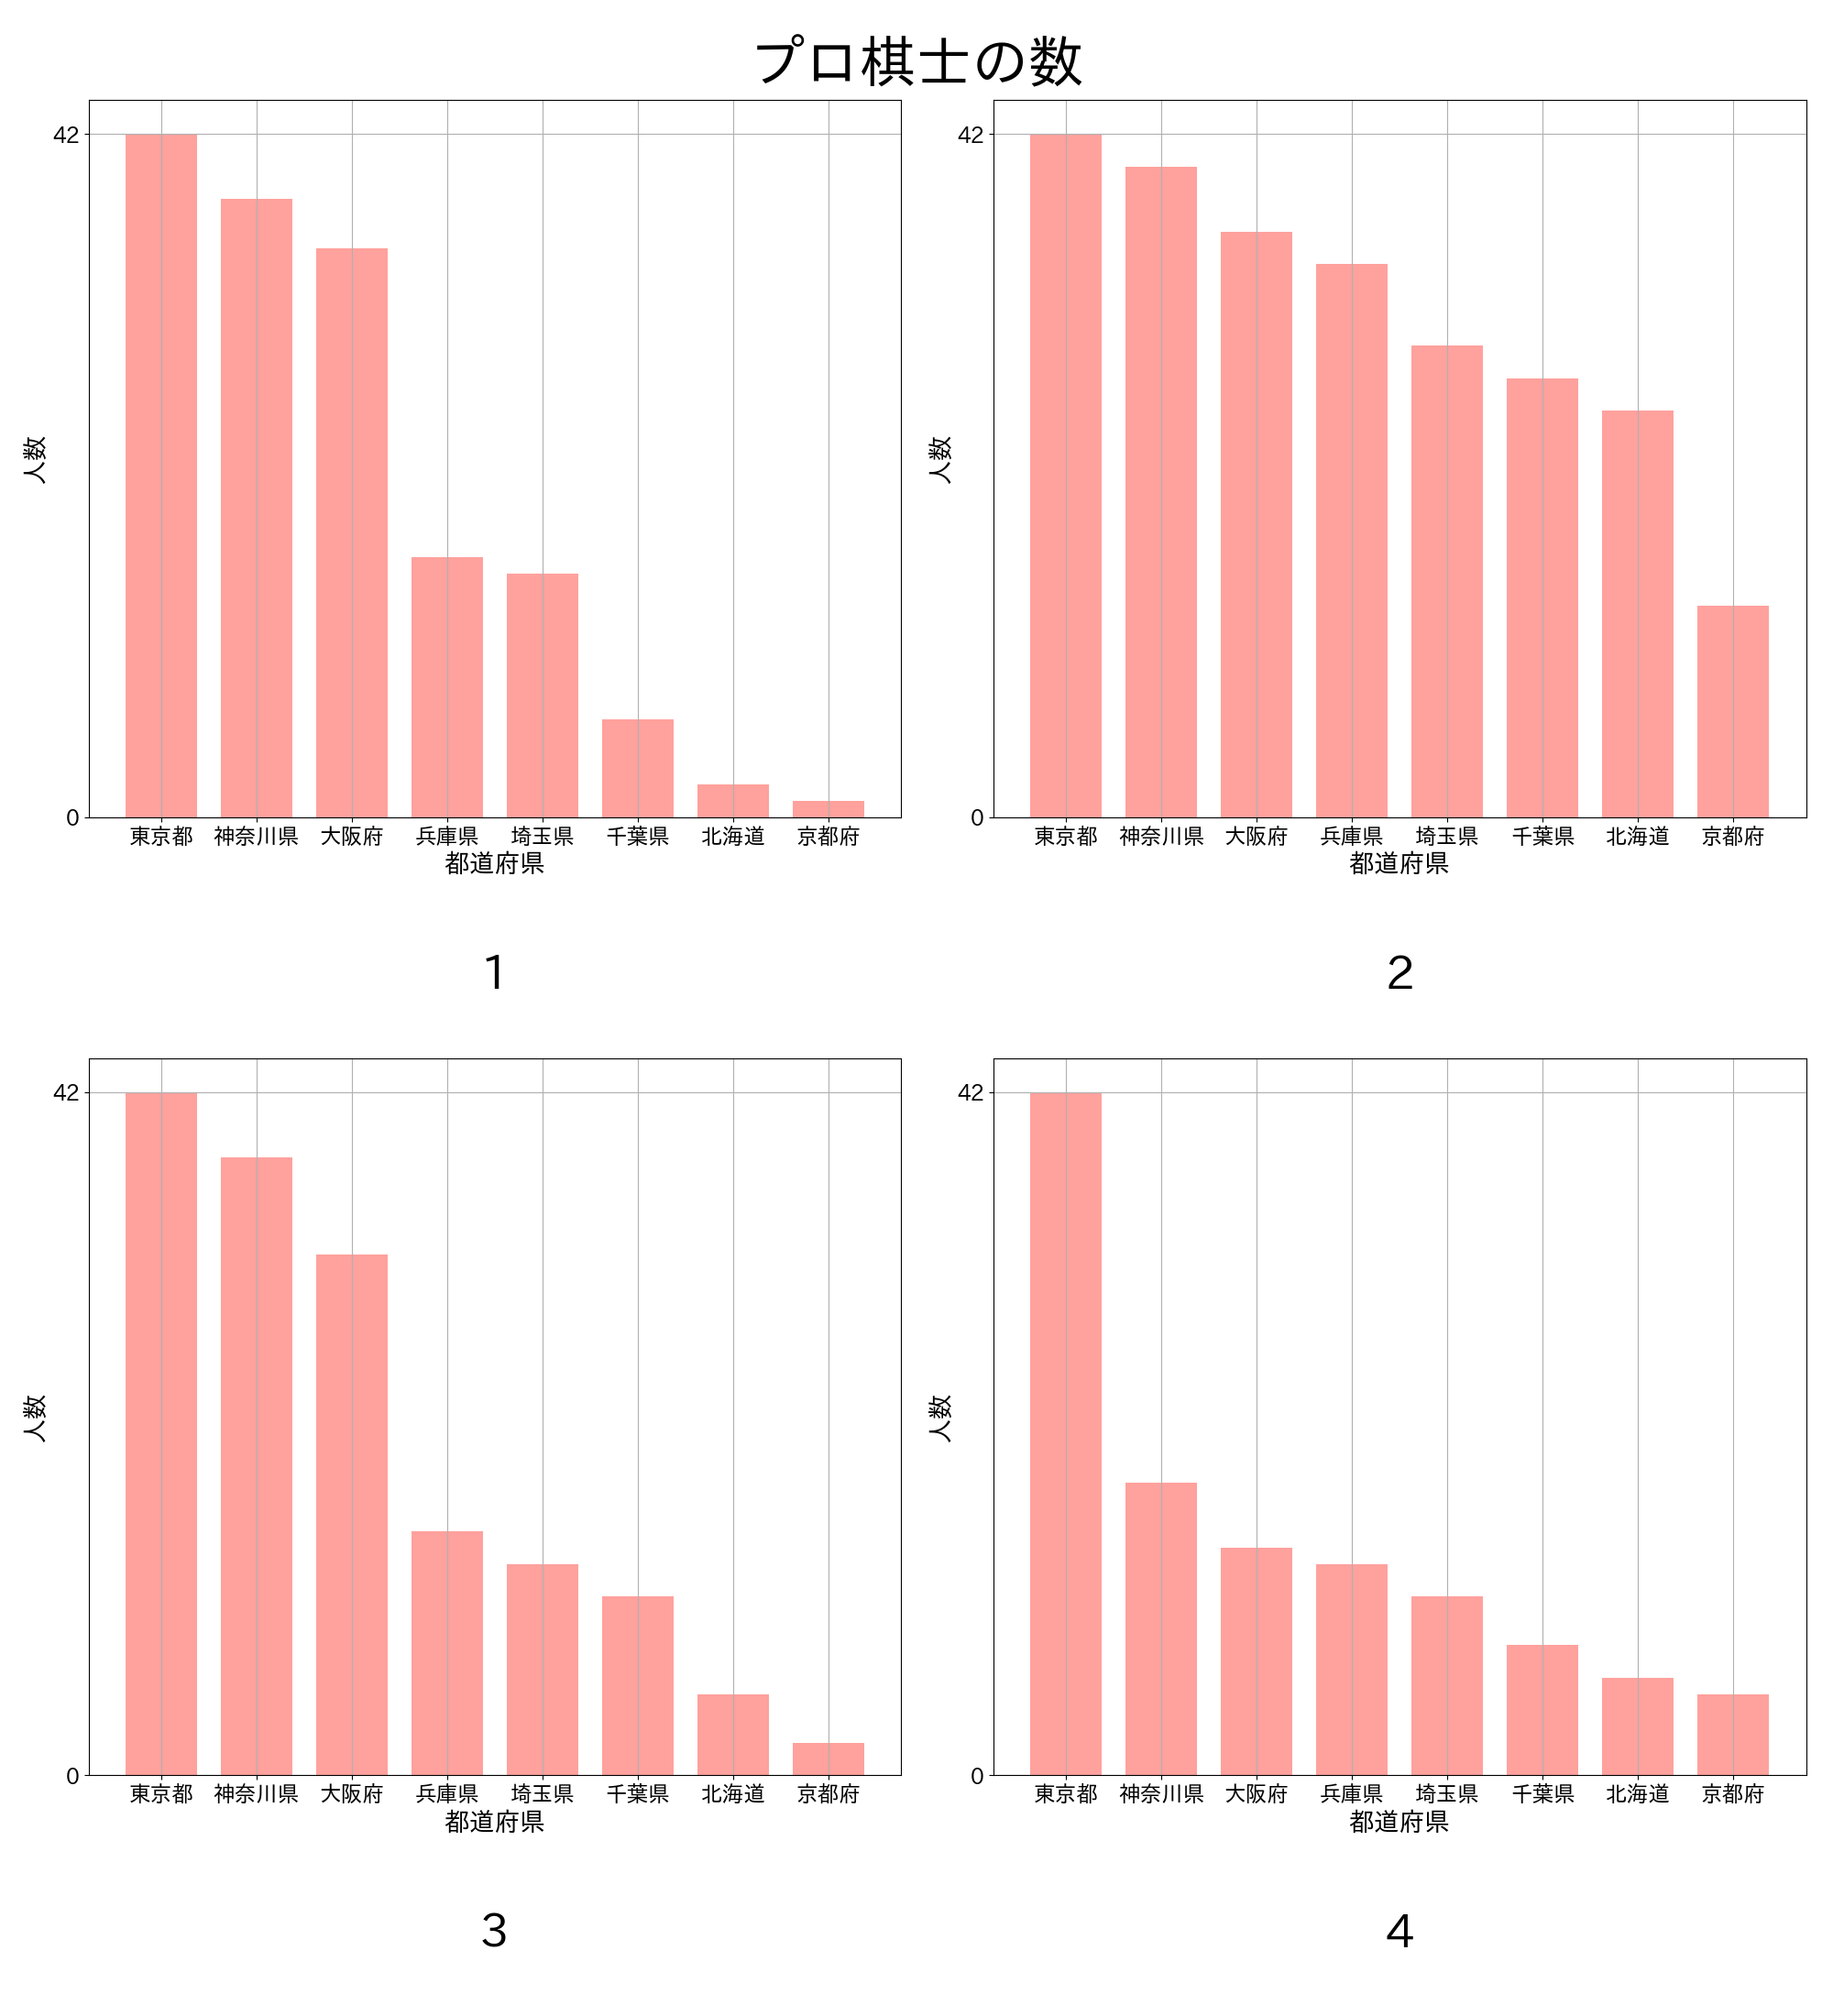 プロ棋士の数
42
0
人数
東京都 神奈川県 大阪府 兵庫県 埼玉県 千葉県 北海道 京都府
都道府県
1
42
0
人数
東京都 神奈川県 大阪府 兵庫県 埼玉県 千葉県 北海道 京都府
都道府県
2
42
0
人数
東京都 神奈川県 大阪府 兵庫県 埼玉県 千葉県 北海道 京都府
都道府県
3
42
0
人数
東京都 神奈川県 大阪府 兵庫県 埼玉県 千葉県 北海道 京都府
都道府県
4